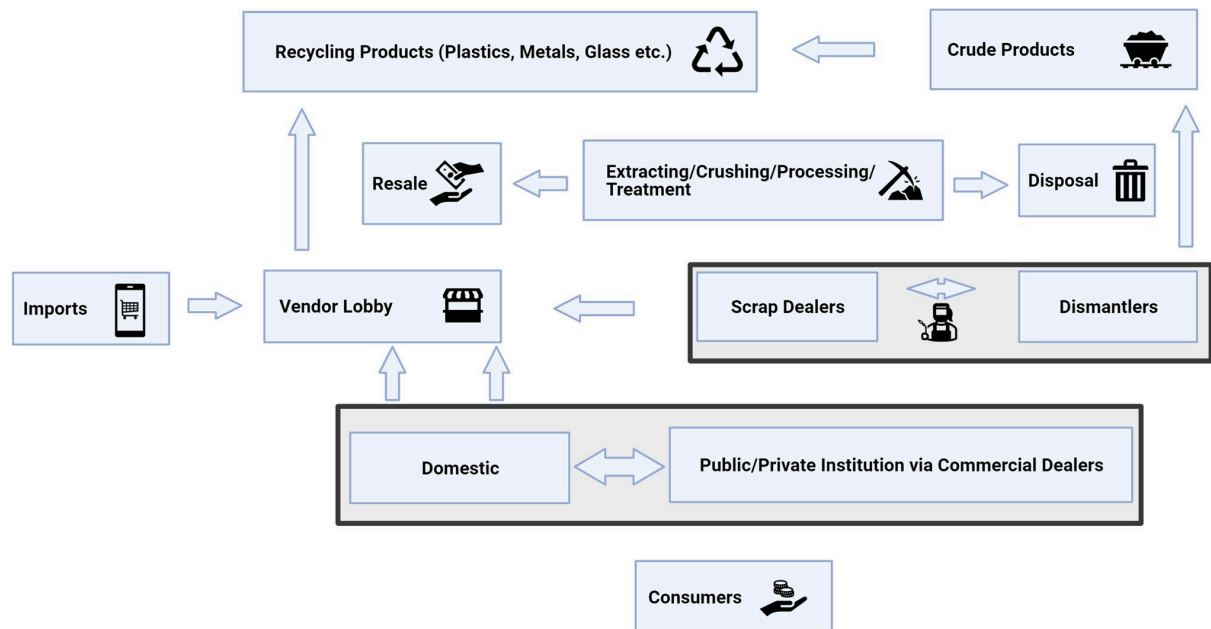 Recycling Products (Plastics, Metals, Glass etc.)
Crude Products
Resale
Extracting/Crushing/Processing/
Treatment
Disposal
Imports
Vendor Lobby
Scrap Dealers
Dismantlers
Domestic
Public/Private Institution via Commercial Dealers
Consumers